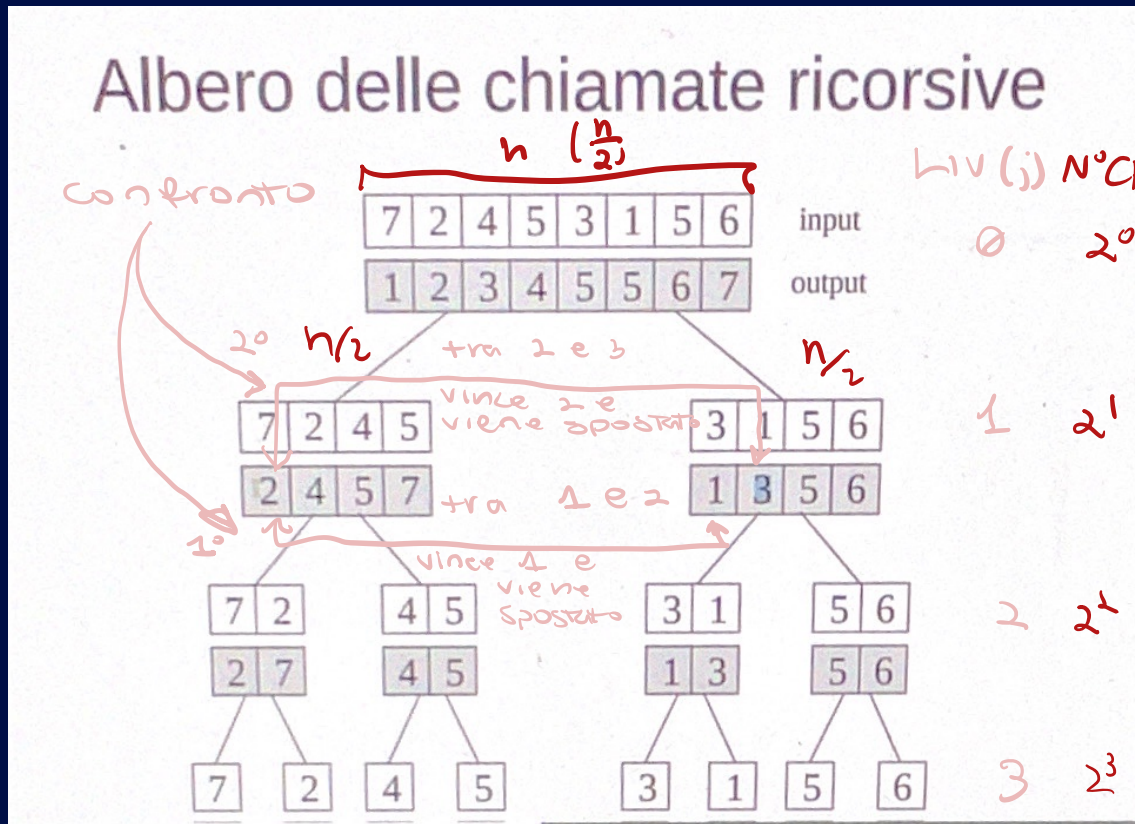 Albero delle chiamate ricorsive
n (n/2)
Liv (j) N°C
confronto
7 2 4 5 3 1 5 6 input
0 2⁰
1 2 3 4 5 5 6 7 output
2° n/2 tra 2 e 3 n/2
7 2 4 5 vince 2 e viene spostato 3 1 5 6 1 2¹
2 4 5 7 tra 1 e 2 1 3 5 6
1° vince 1 e viene spostato
7 2 4 5 3 1 5 6 2 2²
2 7 4 5 1 3 5 6
7 2 4 5 3 1 5 6 3 2³